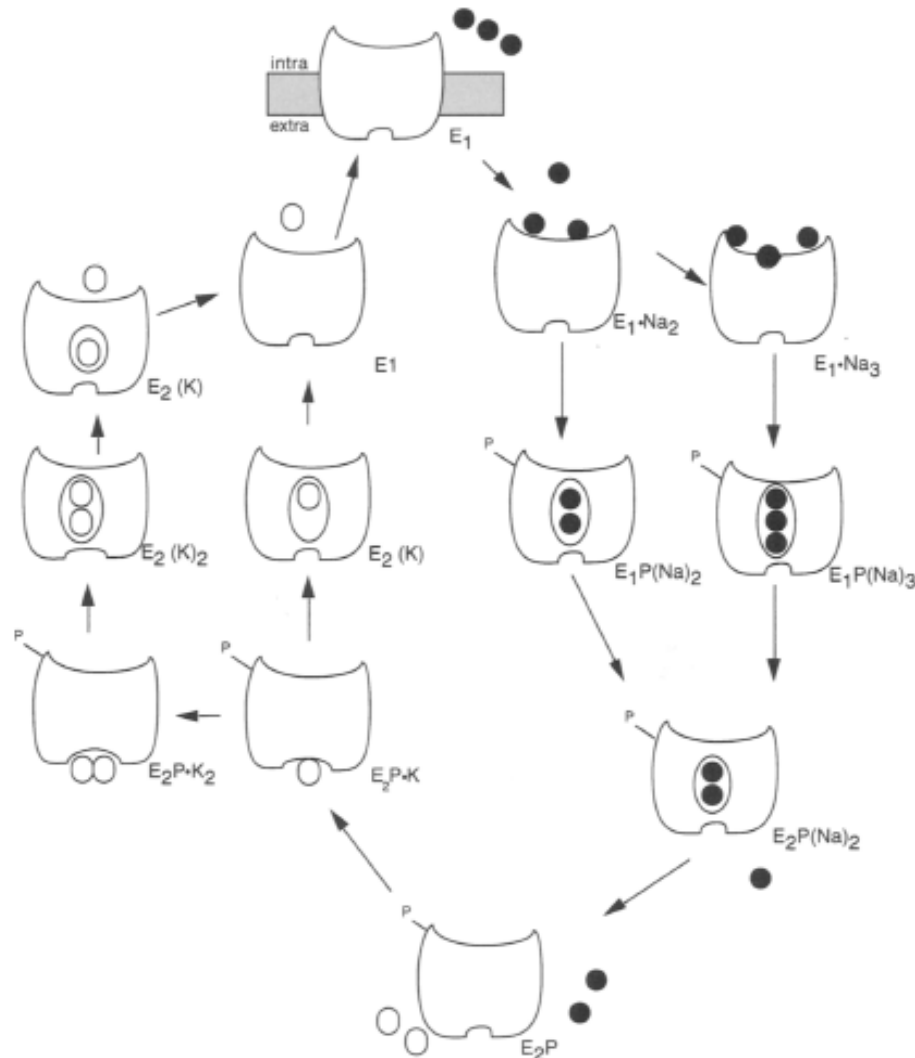 intra
extra
E1
E1•Na2
E1•Na3
E2 (K)
E1
P
P
E2 (K)2
E2 (K)
E1P(Na)2
E1P(Na)3
P
P
P
E2P•K2
E2P•K
E2P(Na)2
P
E2P